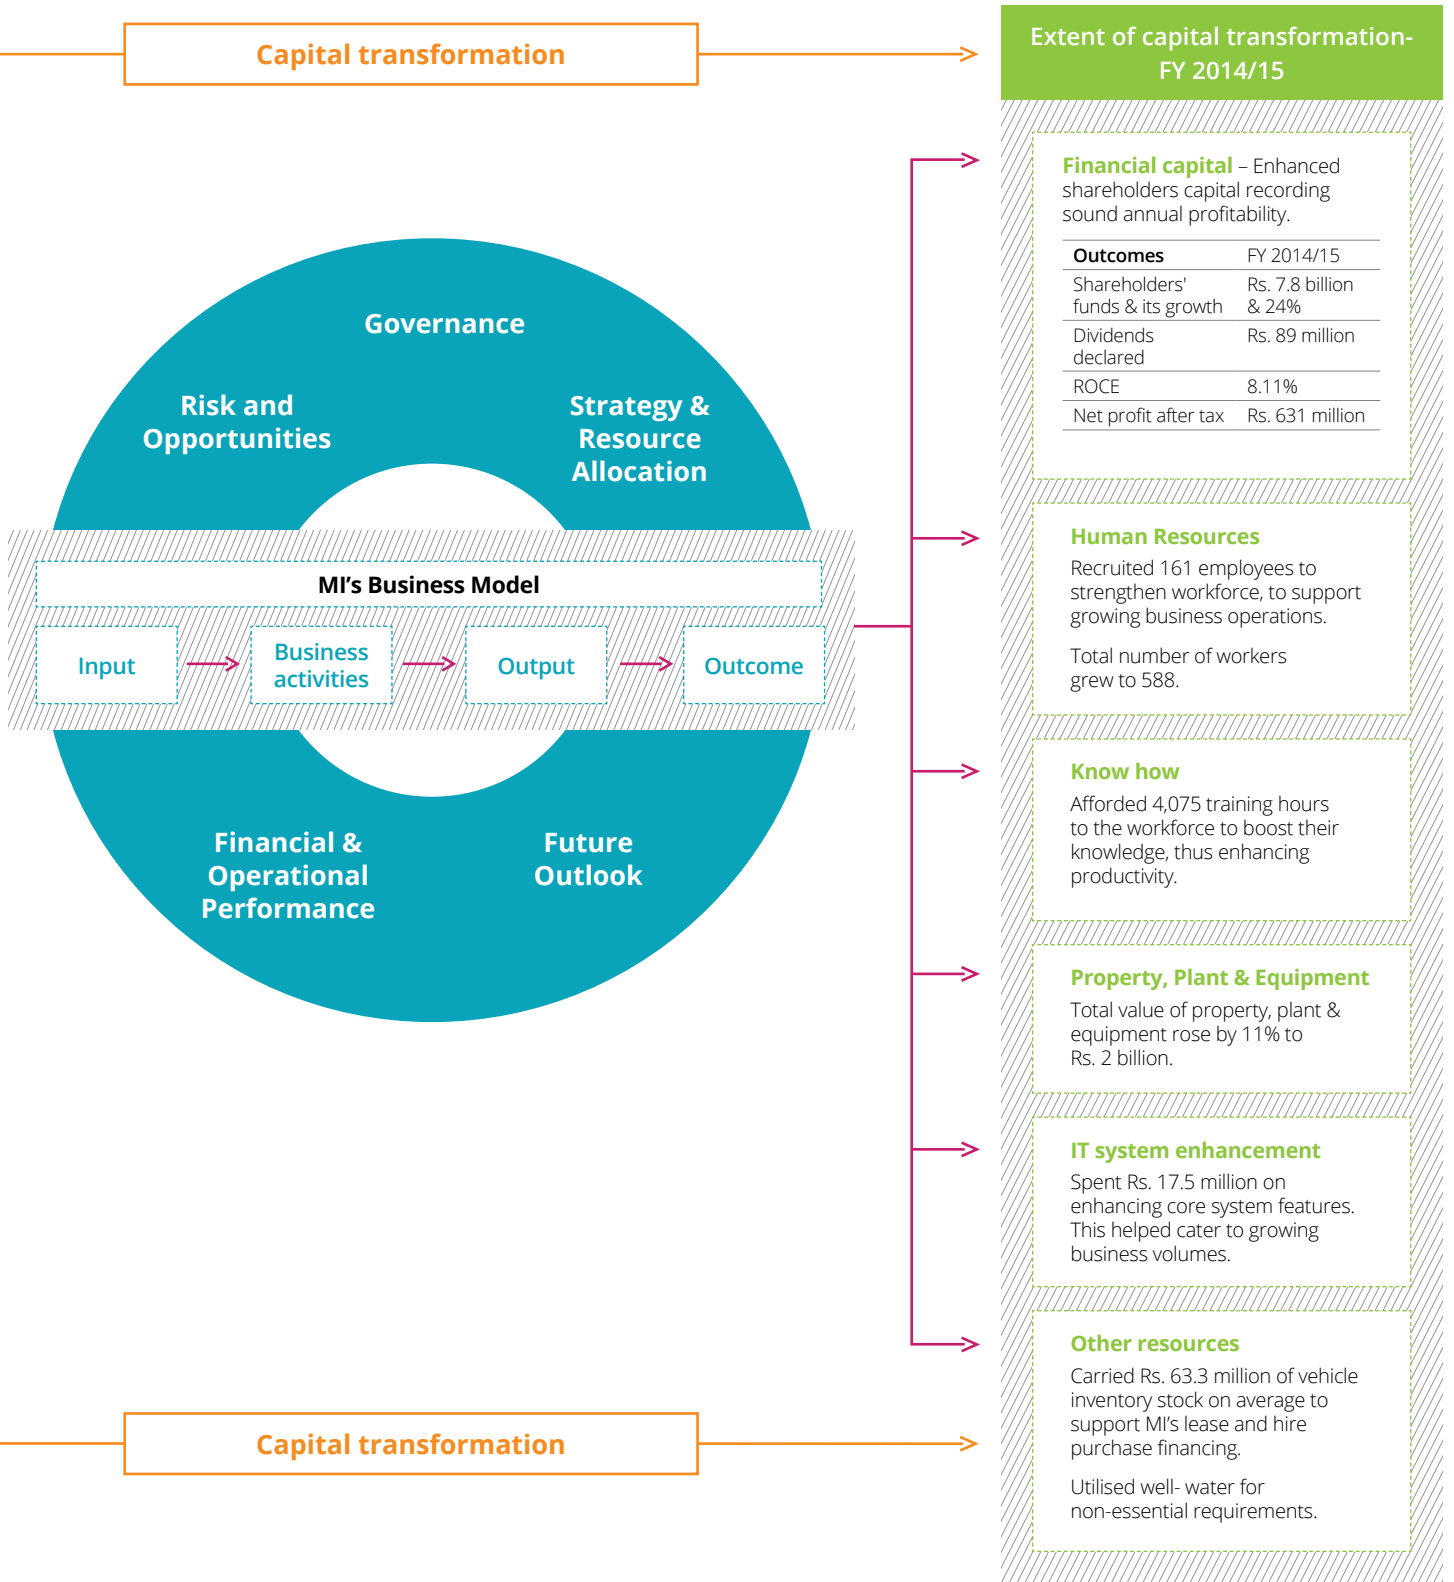 Capital transformation
Governance
Risk and
Opportunities
Strategy &
Resource
Allocation
MI's Business Model
Input
Business
activities
Output
Outcome
Financial &
Operational
Performance
Future
Outlook
Capital transformation
Extent of capital transformation-
FY 2014/15
Financial capital – Enhanced
shareholders capital recording
sound annual profitability.
Outcomes FY 2014/15
Shareholders' Rs. 7.8 billion
funds & its growth & 24%
Dividends Rs. 89 million
declared
ROCE 8.11%
Net profit after tax Rs. 631 million
Human Resources
Recruited 161 employees to
strengthen workforce, to support
growing business operations.
Total number of workers
grew to 588.
Know how
Afforded 4,075 training hours
to the workforce to boost their
knowledge, thus enhancing
productivity.
Property, Plant & Equipment
Total value of property, plant &
equipment rose by 11% to
Rs. 2 billion.
IT system enhancement
Spent Rs. 17.5 million on
enhancing core system features.
This helped cater to growing
business volumes.
Other resources
Carried Rs. 63.3 million of vehicle
inventory stock on average to
support MI's lease and hire
purchase financing.
Utilised well- water for
non-essential requirements.